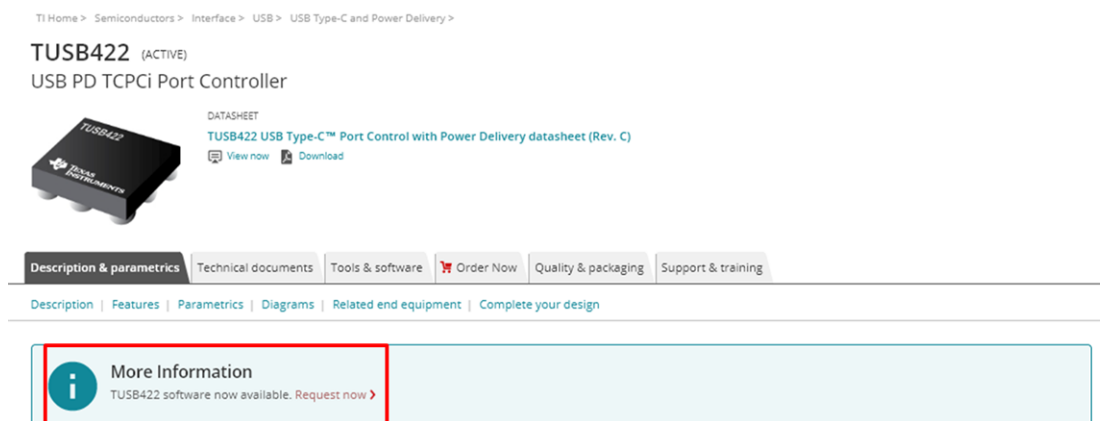 TI Home > Semiconductors > Interface > USB > USB Type-C and Power Delivery >
TUSB422 (ACTIVE)
USB PD TCPCi Port Controller
TUSB422
TEXAS
INSTRUMENTS
DATASHEET
TUSB422 USB Type-C™ Port Control with Power Delivery datasheet (Rev. C)
View now Download
Description & parametrics Technical documents Tools & software Order Now Quality & packaging Support & training
Description | Features | Parametrics | Diagrams | Related end equipment | Complete your design
i
More Information
TUSB422 software now available. Request now >